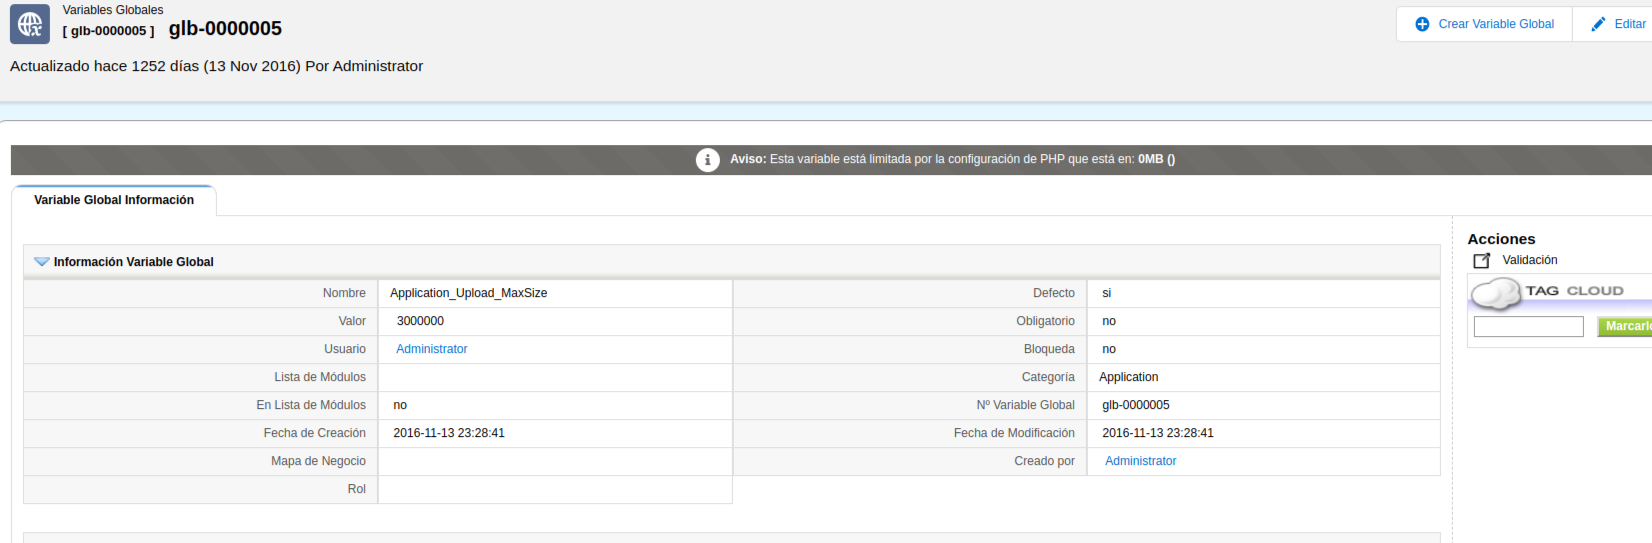 Variables Globales
[ glb-0000005 ] glb-0000005
Crear Variable Global
Editar
Actualizado hace 1252 días (13 Nov 2016) Por Administrator
Aviso: Esta variable está limitada por la configuración de PHP que está en: 0MB ()
Variable Global Información
Información Variable Global
Nombre Application_Upload_MaxSize Defecto si
Valor 3000000 Obligatorio no
Usuario Administrator Bloqueda no
Lista de Módulos Categoría Application
En Lista de Módulos no Nº Variable Global glb-0000005
Fecha de Creación 2016-11-13 23:28:41 Fecha de Modificación 2016-11-13 23:28:41
Mapa de Negocio Creado por Administrator
Rol
Acciones
Validación
TAG CLOUD